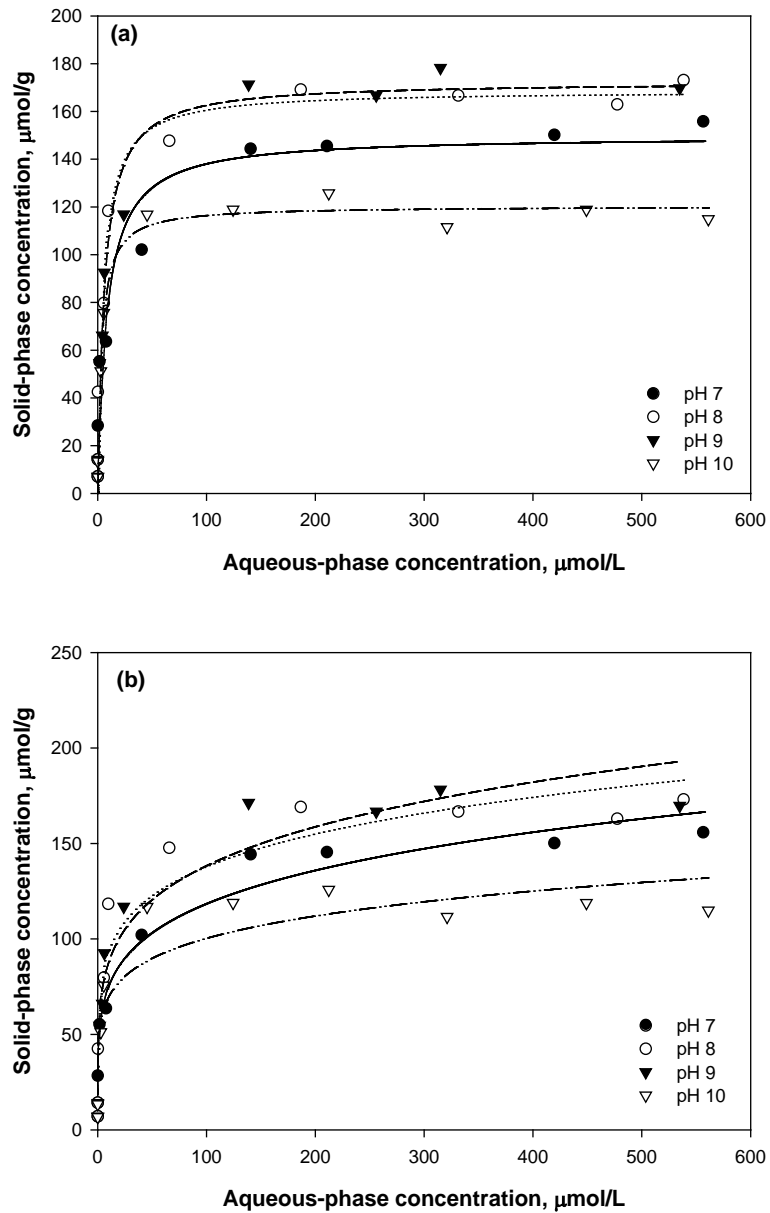 (a)
200
180
160
140
120
100
80
60
40
20
0
Solid-phase concentration, μmol/g
pH 7
pH 8
pH 9
pH 10
0 100 200 300 400 500 600
Aqueous-phase concentration, μmol/L
(b)
250
200
150
100
50
0
Solid-phase concentration, μmol/g
pH 7
pH 8
pH 9
pH 10
0 100 200 300 400 500 600
Aqueous-phase concentration, μmol/L